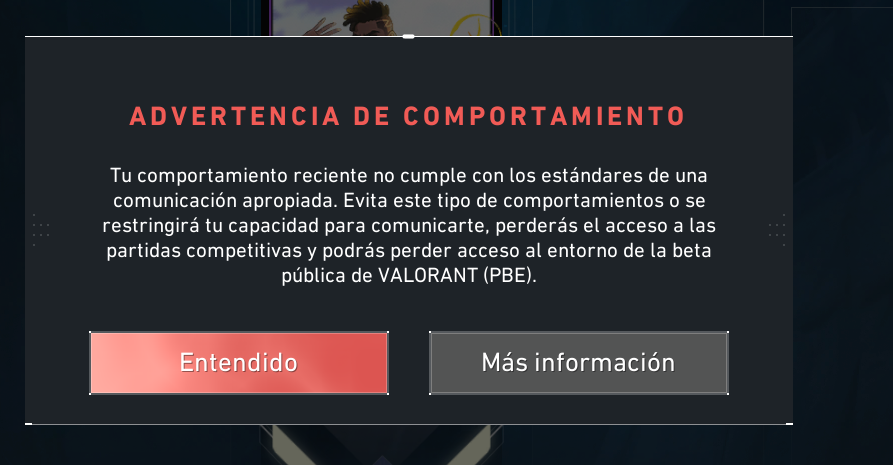 ADVERTENCIA DE COMPORTAMIENTO
Tu comportamiento reciente no cumple con los estándares de una
comunicación apropiada. Evita este tipo de comportamientos o se
restringirá tu capacidad para comunicarte, perderás el acceso a las
partidas competitivas y podrás perder acceso al entorno de la beta
pública de VALORANT (PBE).
Entendido
Más información